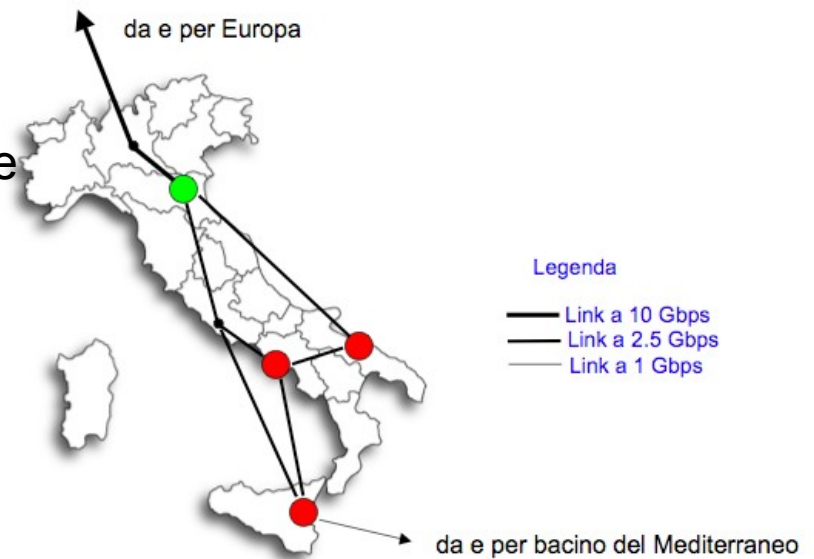 da e per Europa
e
Legenda
Link a 10 Gbps
Link a 2.5 Gbps
Link a 1 Gbps
da e per bacino del Mediterraneo